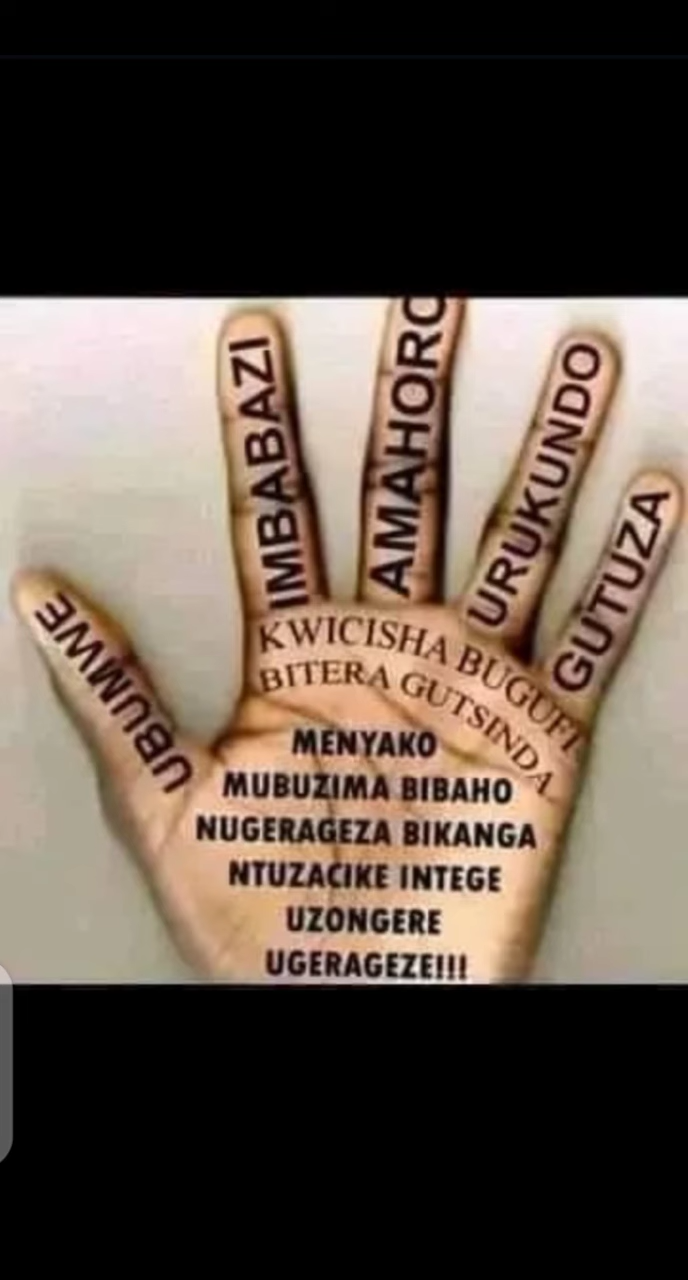 UBUMWE
IMBABAZI
AMAHORO
URUKUNDO
GUTUZA
KWICISHA BUGUFI
BITERA GUTSINDA
MENYAKO
MUBUZIMA BIBAHO
NUGERAGEZA BIKANGA
NTUZACIKE INTEGE
UZONGERE
UGERAGEZE!!!